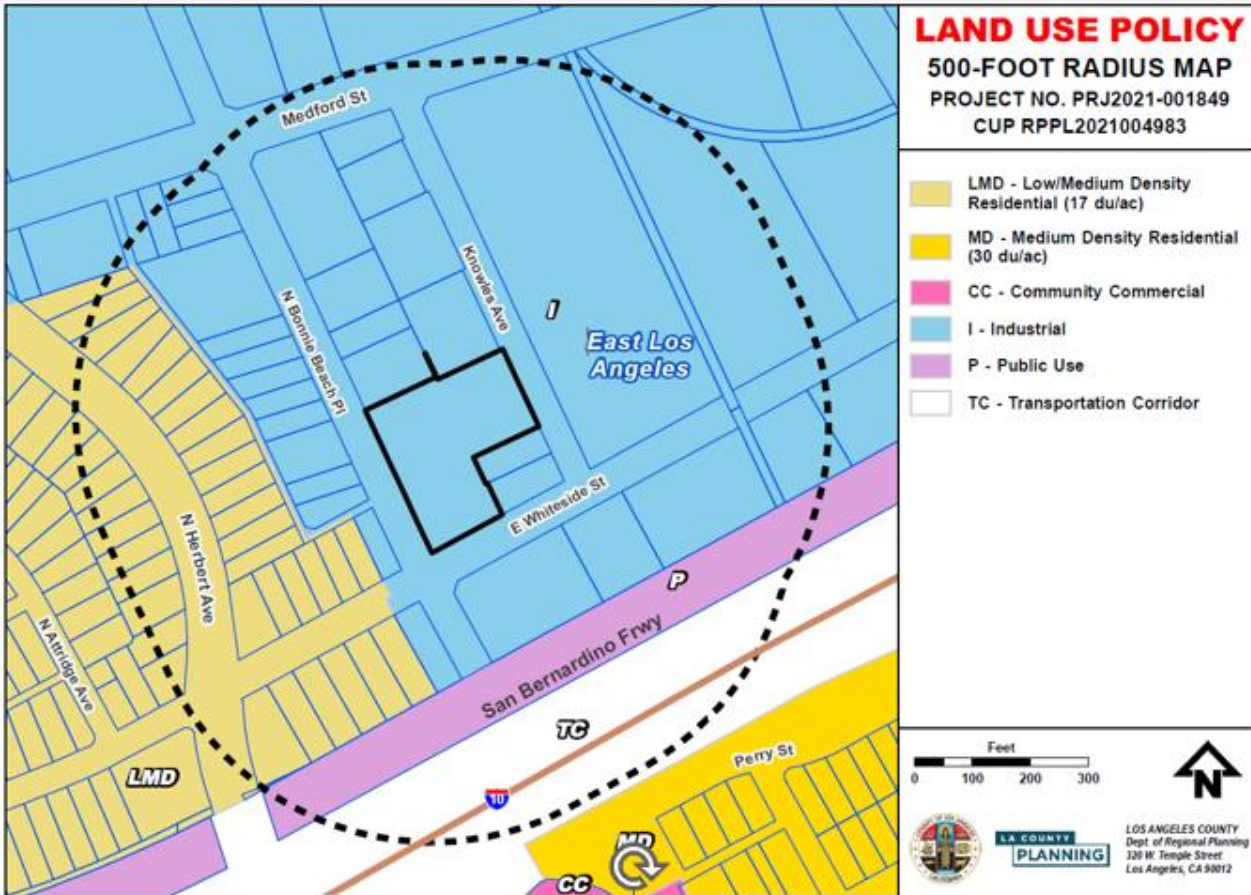 LAND USE POLICY
500-FOOT RADIUS MAP
PROJECT NO. PRJ2021-001849
CUP RPPL2021004983
LMD - Low/Medium Density
Residential (17 du/ac)
MD - Medium Density Residential
(30 du/ac)
CC - Community Commercial
I - Industrial
P - Public Use
TC - Transportation Corridor
Medford St
Knowles Ave
N Bonnie Beach Pl
I
East Los
Angeles
E Whiteside St
N Herbert Ave
N Attridge Ave
P
San Bernardino Frwy
TC
LMD
10
Perry St
MD
CC
Feet
0 100 200 300
N
LA COUNTY
PLANNING
LOS ANGELES COUNTY
Dept. of Regional Planning
320 W. Temple Street
Los Angeles, CA 90012